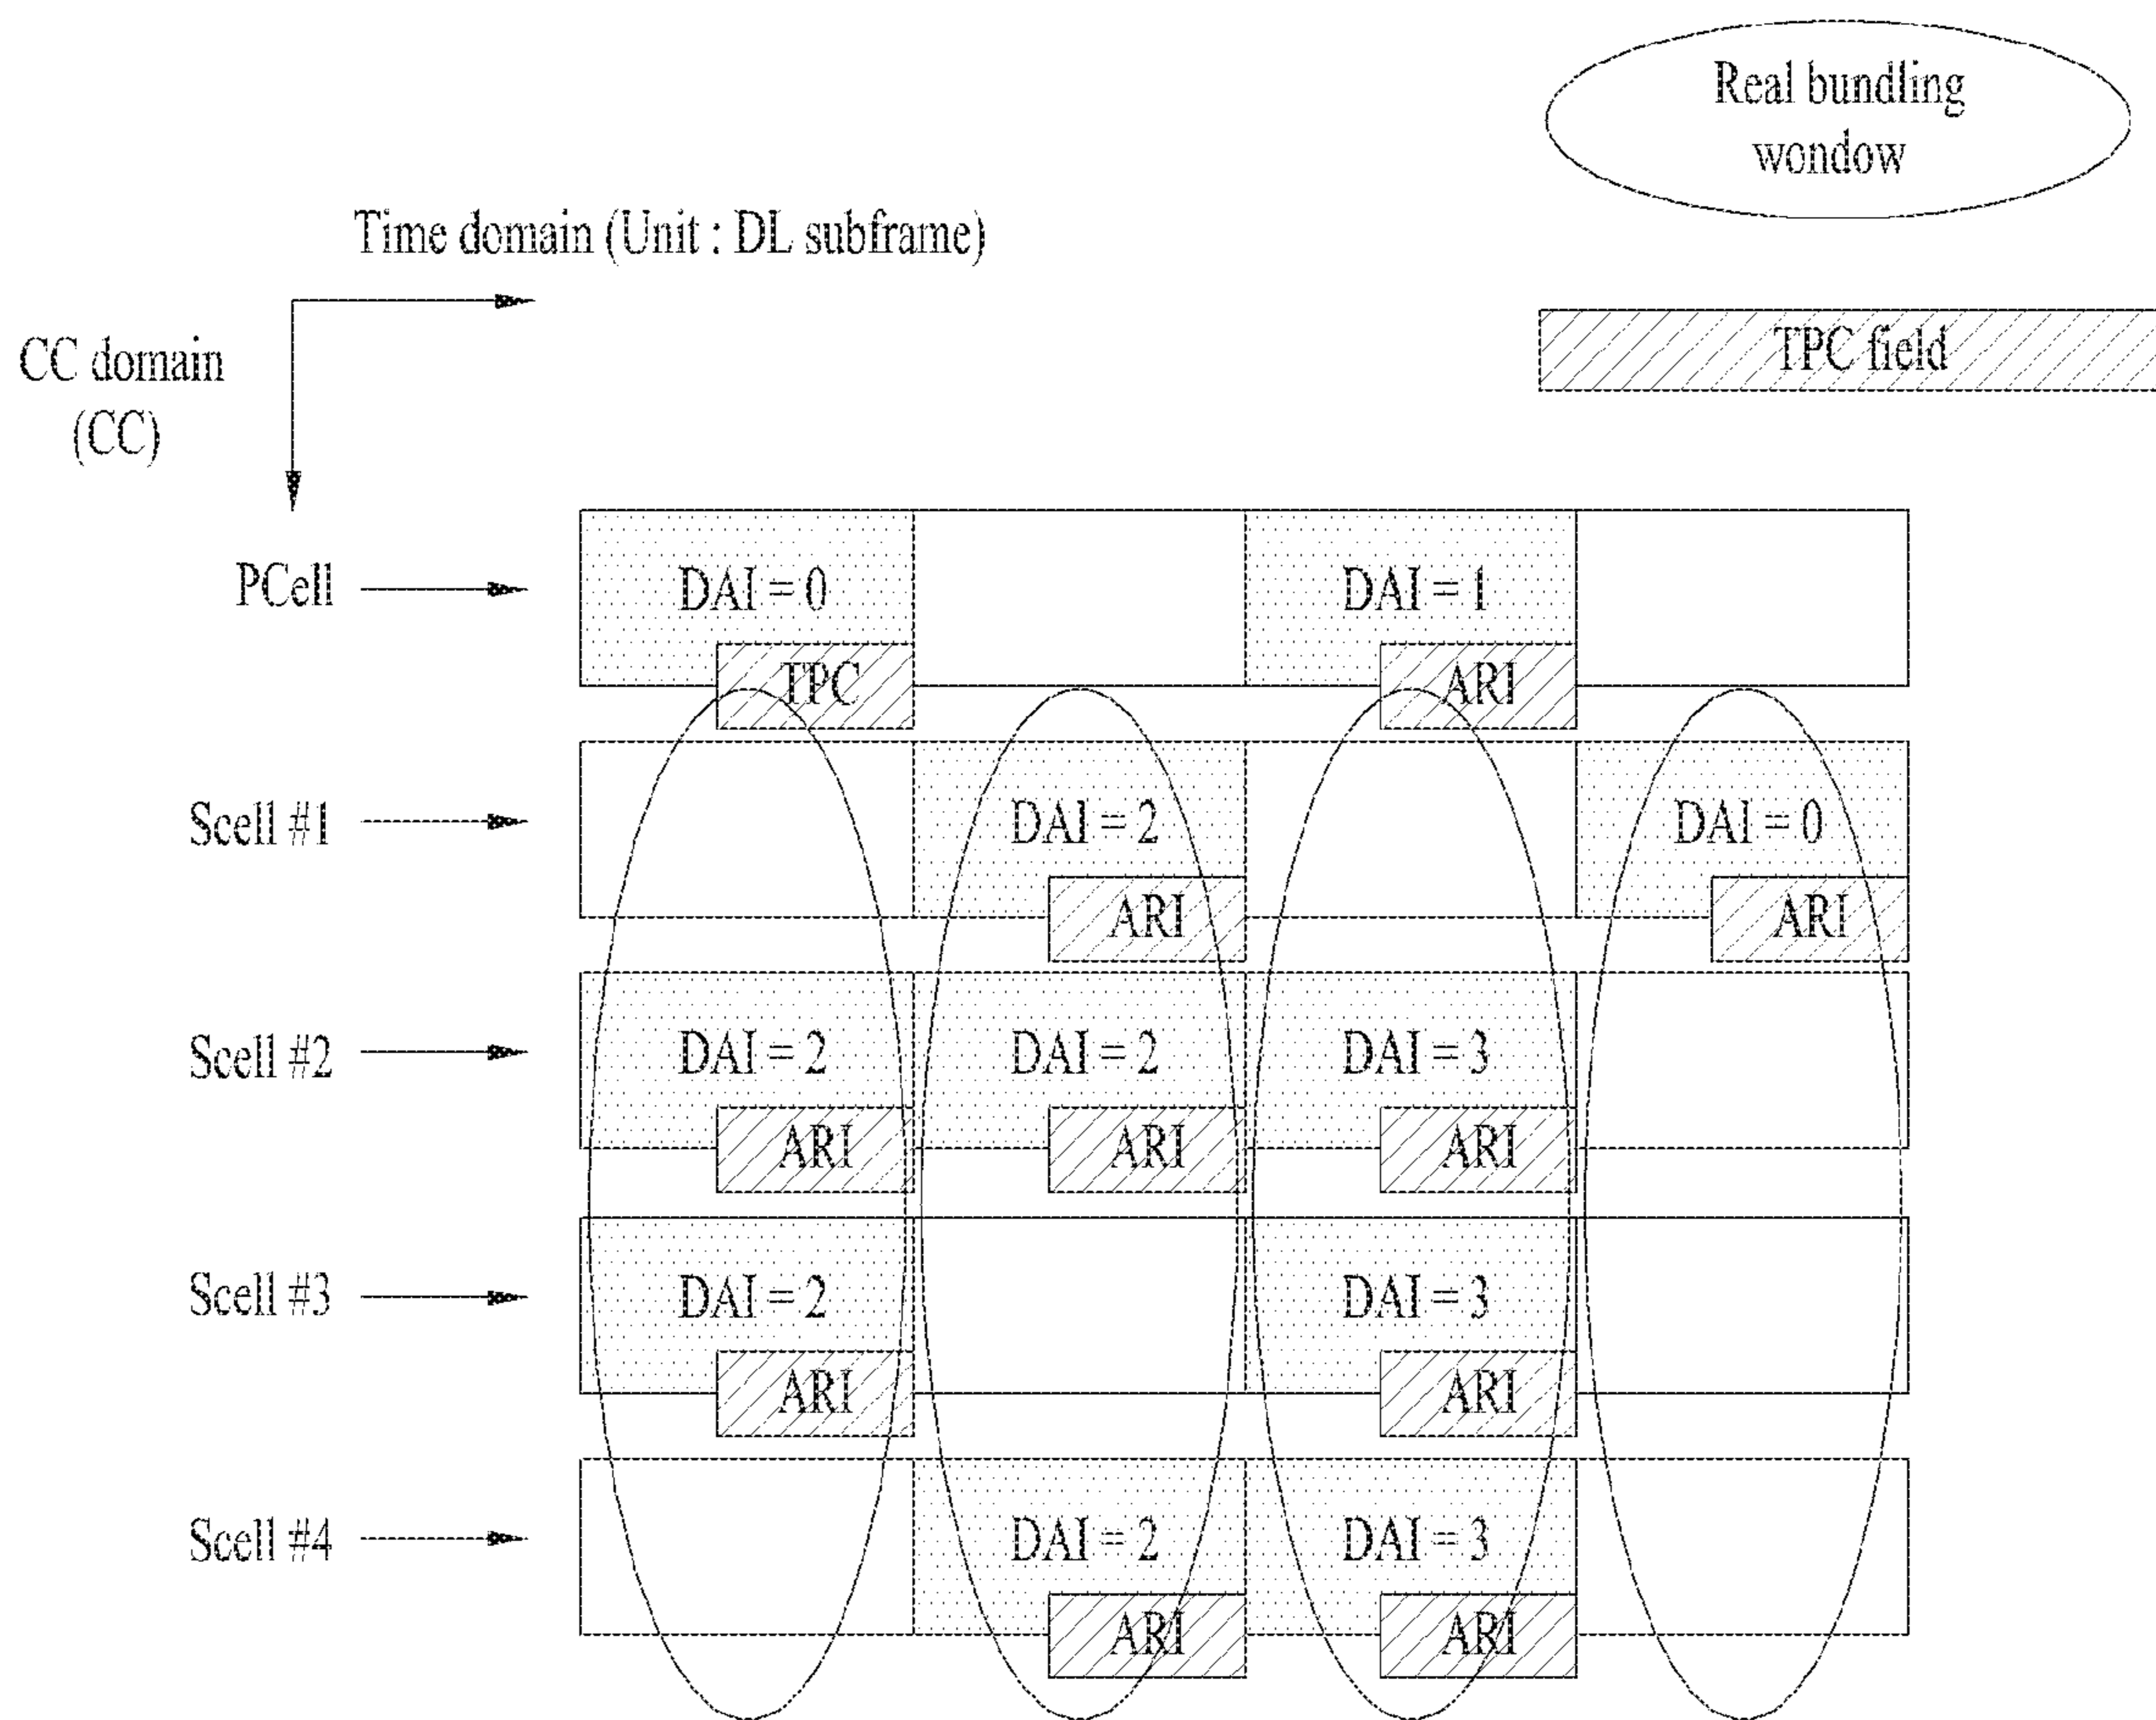 Real bundling
wondow
Time domain (Unit : DL subframe)
TPC field
CC domain
(CC)
PCell
DAI = 0
DAI = 1
TPC
ARI
Scell #1
DAI = 2
DAI = 0
ARI
ARI
Scell #2
DAI = 2
DAI = 2
DAI = 3
ARI
ARI
ARI
Scell #3
DAI = 2
DAI = 3
ARI
ARI
Scell #4
DAI = 2
DAI = 3
ARI
ARI